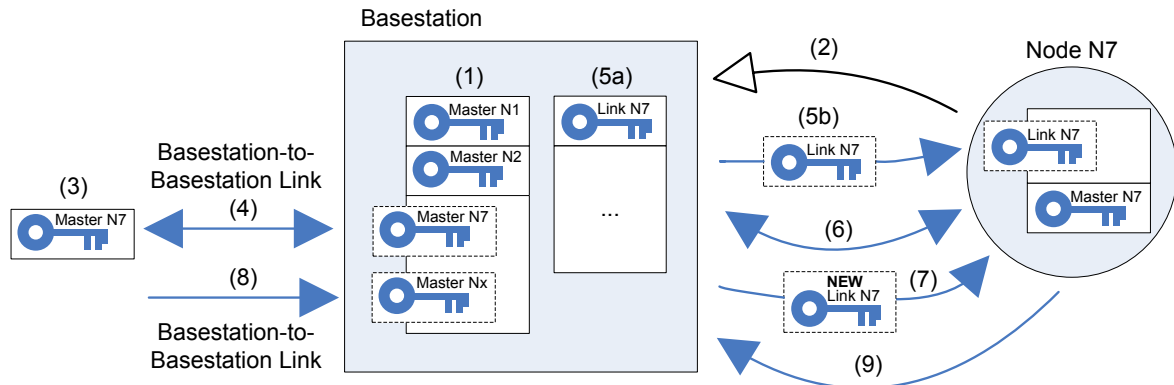 Basestation
(1)
(5a)
(2)
Node N7
Master N1
Link N7
(5b)
Link N7
Link N7
Basestation-to-
Basestation Link
Master N2
(3)
(4)
Master N7
Master N7
...
(6)
Master N7
(8)
Master Nx
NEW
Link N7
(7)
Basestation-to-
Basestation Link
(9)